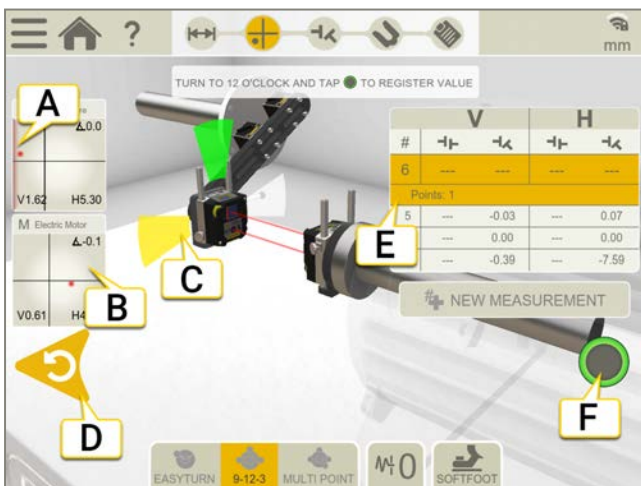 ?
mm
TURN TO 12 O'CLOCK AND TAP TO REGISTER VALUE
A
0.0
V1.62 H5.30
M Electric Motor
-0.1
V0.61
B
C
D
V H
#
6 --- --- --- ---
Points: 1
5 --- -0.03 --- 0.07
--- 0.00 --- 0.00
--- -0.39 --- -7.59
E
NEW MEASUREMENT
F
EASYTURN 9-12-3 MULTI POINT 0 SOFTFOOT